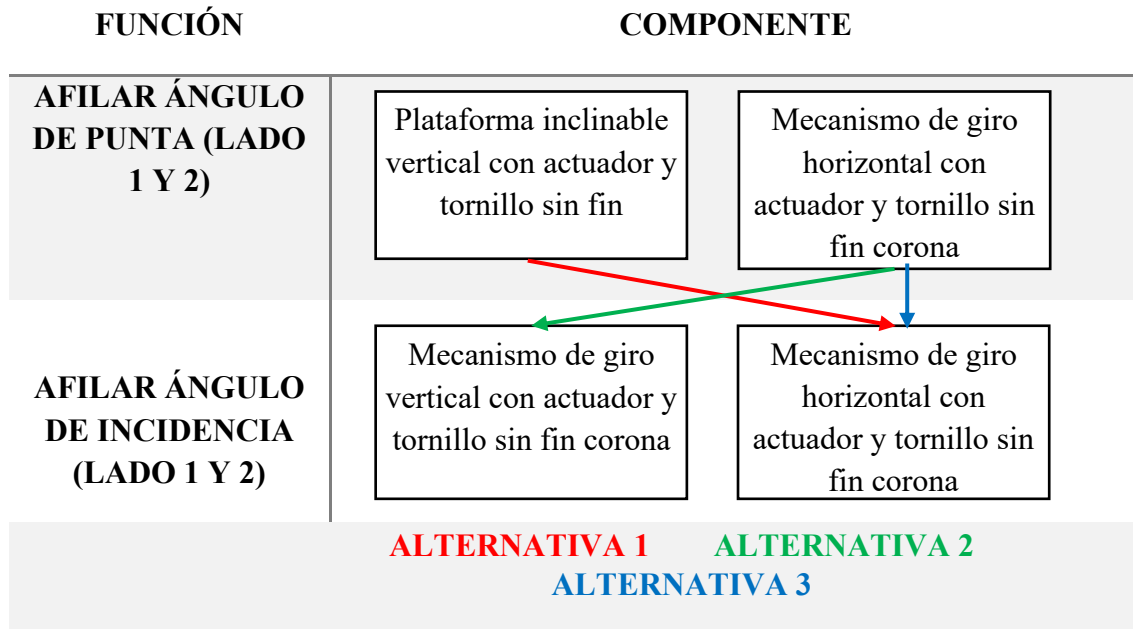 FUNCIÓN
COMPONENTE
AFILAR ÁNGULO
DE PUNTA (LADO
1 Y 2)
Plataforma inclinable
vertical con actuador y
tornillo sin fin
Mecanismo de giro
horizontal con
actuador y tornillo sin
fin corona
AFILAR ÁNGULO
DE INCIDENCIA
(LADO 1 Y 2)
Mecanismo de giro
vertical con actuador y
tornillo sin fin corona
Mecanismo de giro
horizontal con
actuador y tornillo sin
fin corona
ALTERNATIVA 1
ALTERNATIVA 2
ALTERNATIVA 3